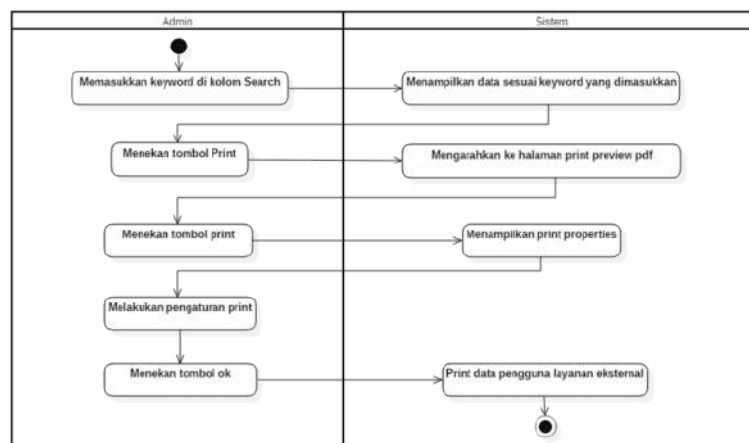 Admin
Sistem
Memasukkan keyword di kolom Search
Menampilkan data sesuai keyword yang dimasukkan
Menekan tombol Print
Mengarahkan ke halaman print preview pdf
Menekan tombol print
Menampilkan print properties
Melakukan pengaturan print
Menekan tombol ok
Print data pengguna layanan eksternal